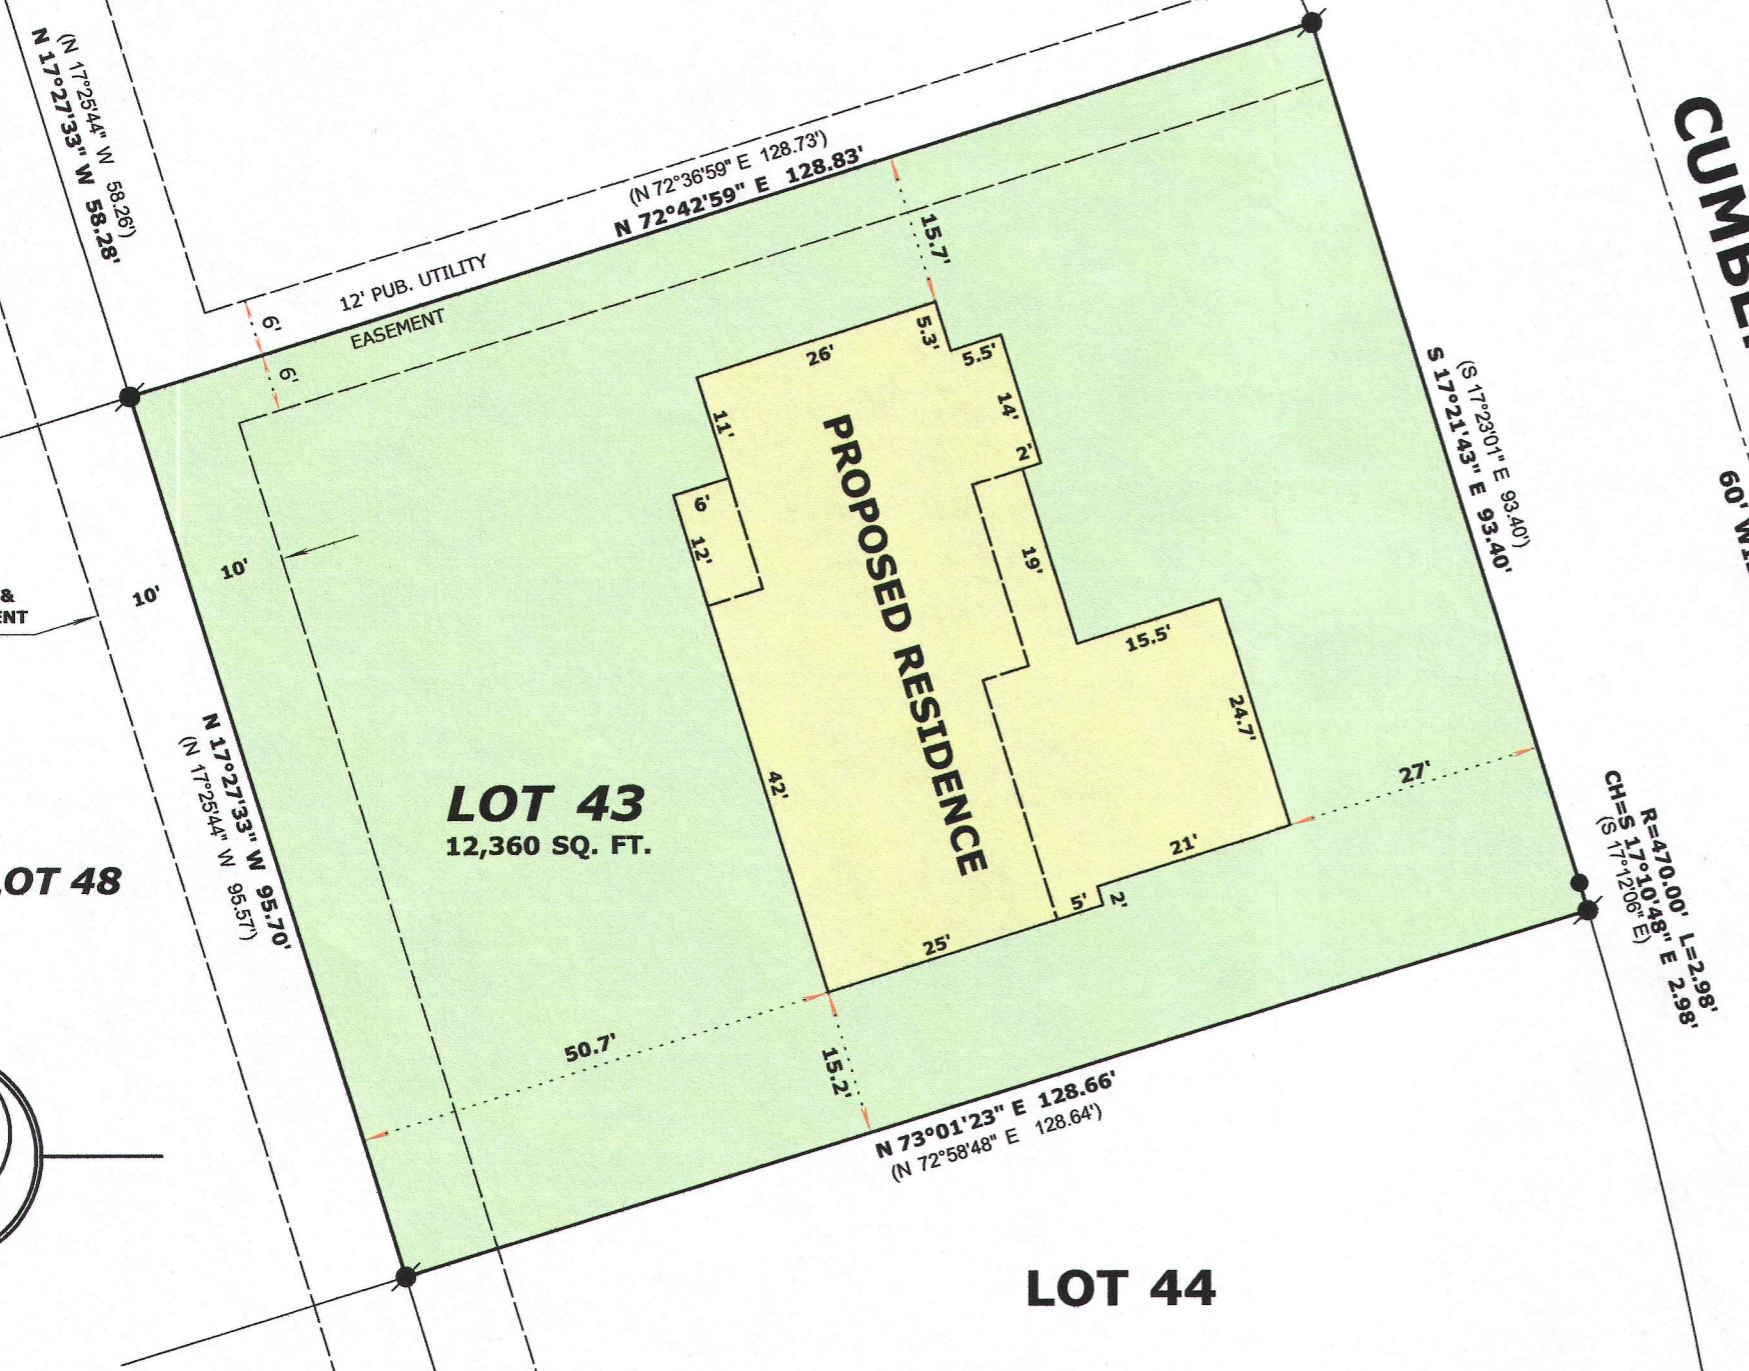 N 17°27'33" W 58.28'
(N 17°25'44" W 58.26')
(N 72°36'59" E 128.73')
N 72°42'59" E 128.83'
12' PUB. UTILITY
EASEMENT
6'
6'
15.7'
5.3'
5.5'
26'
11'
14'
2'
6'
12'
19'
15.5'
24.7'
42'
PROPOSED RESIDENCE
21'
2'
5'
25'
27'
50.7'
15.2'
10'
10'
&
LOT 43
12,360 SQ. FT.
N 17°27'33" W 95.70'
(N 17°25'44" W 95.57')
(S 17°23'01" E 93.40')
S 17°21'43" E 93.40'
R=470.00' L=2.98'
CH=S 17°10'48" E 2.98'
(S 17°12'06" E)
N 73°01'23" E 128.66'
(N 72°58'48" E 128.64')
OT 48
LOT 44
CUMBE
60' WI
ENT